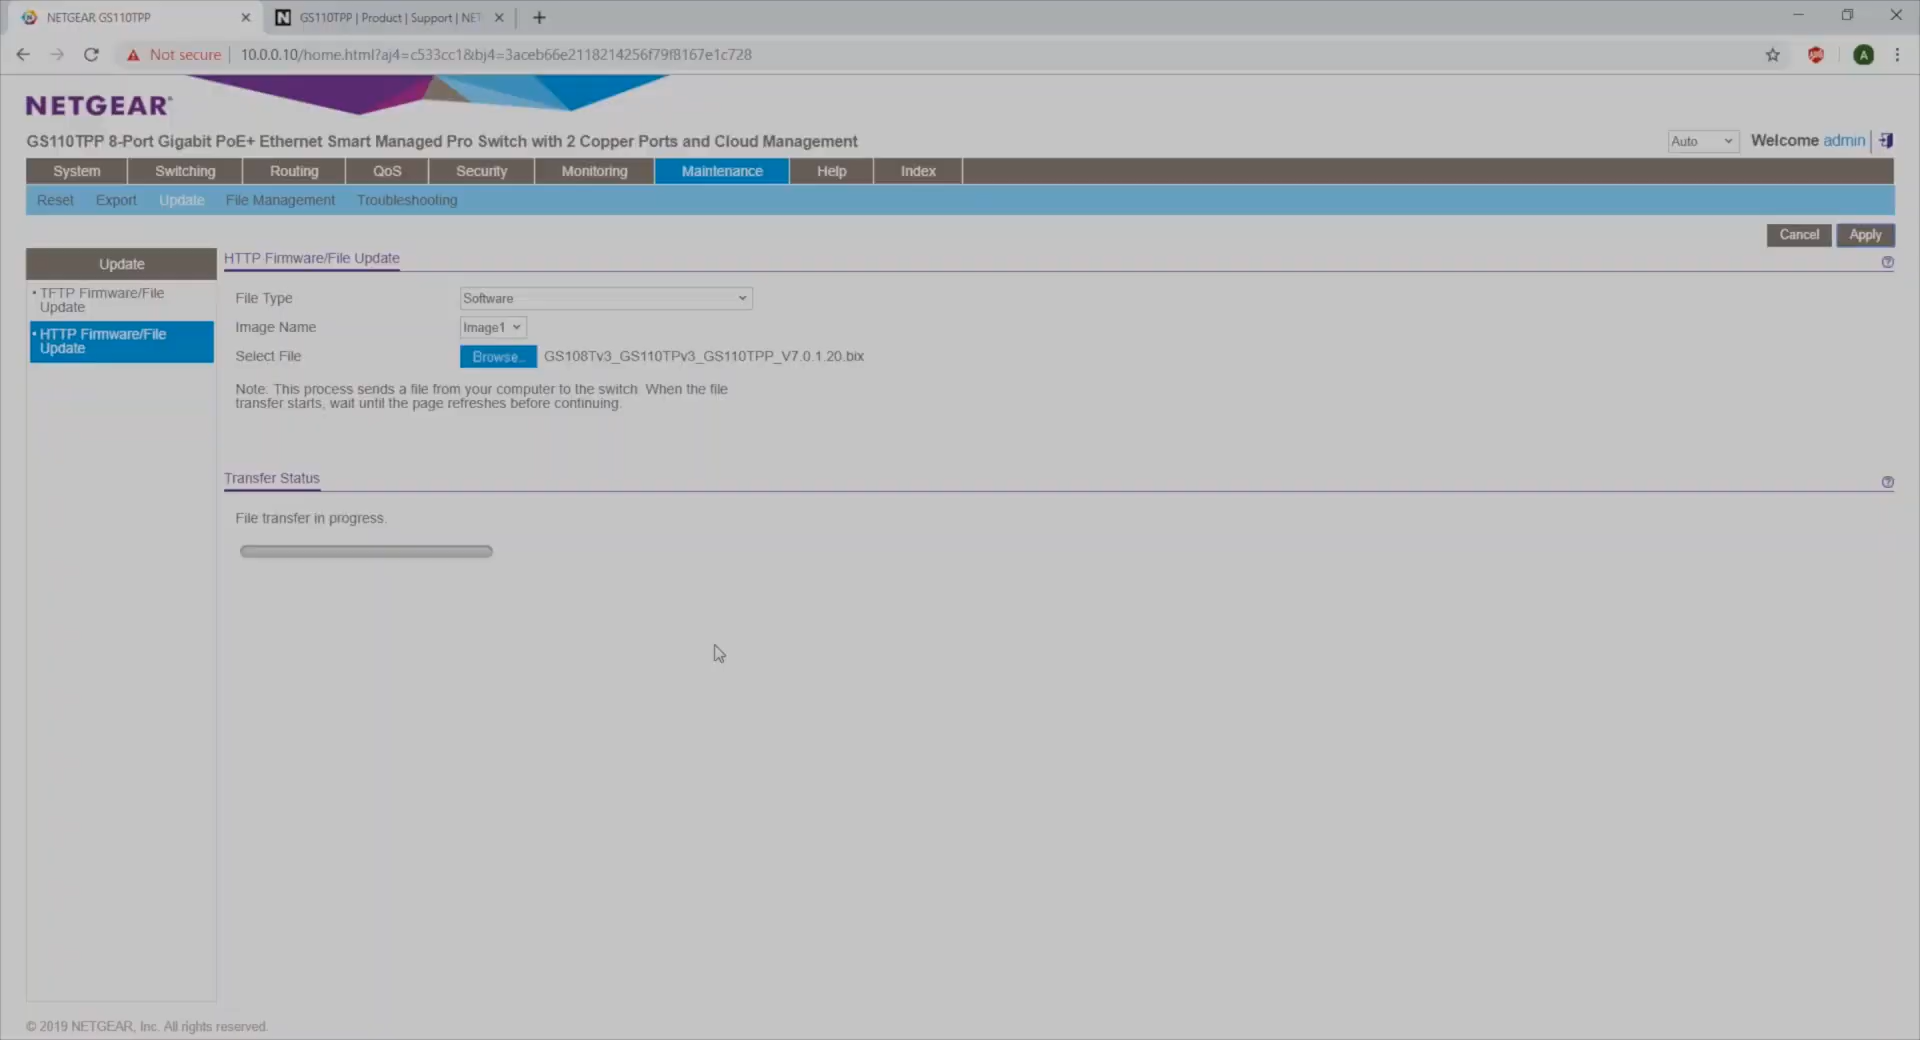 NETGEAR GS110TPP
GS110TPP | Product | Support | NET
Not secure
10.0.0.10/home.html?aj4=c533cc1&bj4=3aceb66e2118214256f79f8167e1c728
A
NETGEAR
GS110TPP 8-Port Gigabit PoE+ Ethernet Smart Managed Pro Switch with 2 Copper Ports and Cloud Management
Auto
Welcome admin
System
Switching
Routing
QoS
Security
Monitoring
Maintenance
Help
Index
Reset
Export
Update
File Management
Troubleshooting
Cancel
Apply
Update
TFTP Firmware/File
Update
HTTP Firmware/File
Update
HTTP Firmware/File Update
File Type
Software
Image Name
Image1
Select File
Browse...
GS108Tv3_GS110TPv3_GS110TPP_V7.0.1.20.bix
Note: This process sends a file from your computer to the switch. When the file
transfer starts, wait until the page refreshes before continuing.
Transfer Status
File transfer in progress.
© 2019 NETGEAR, Inc. All rights reserved.